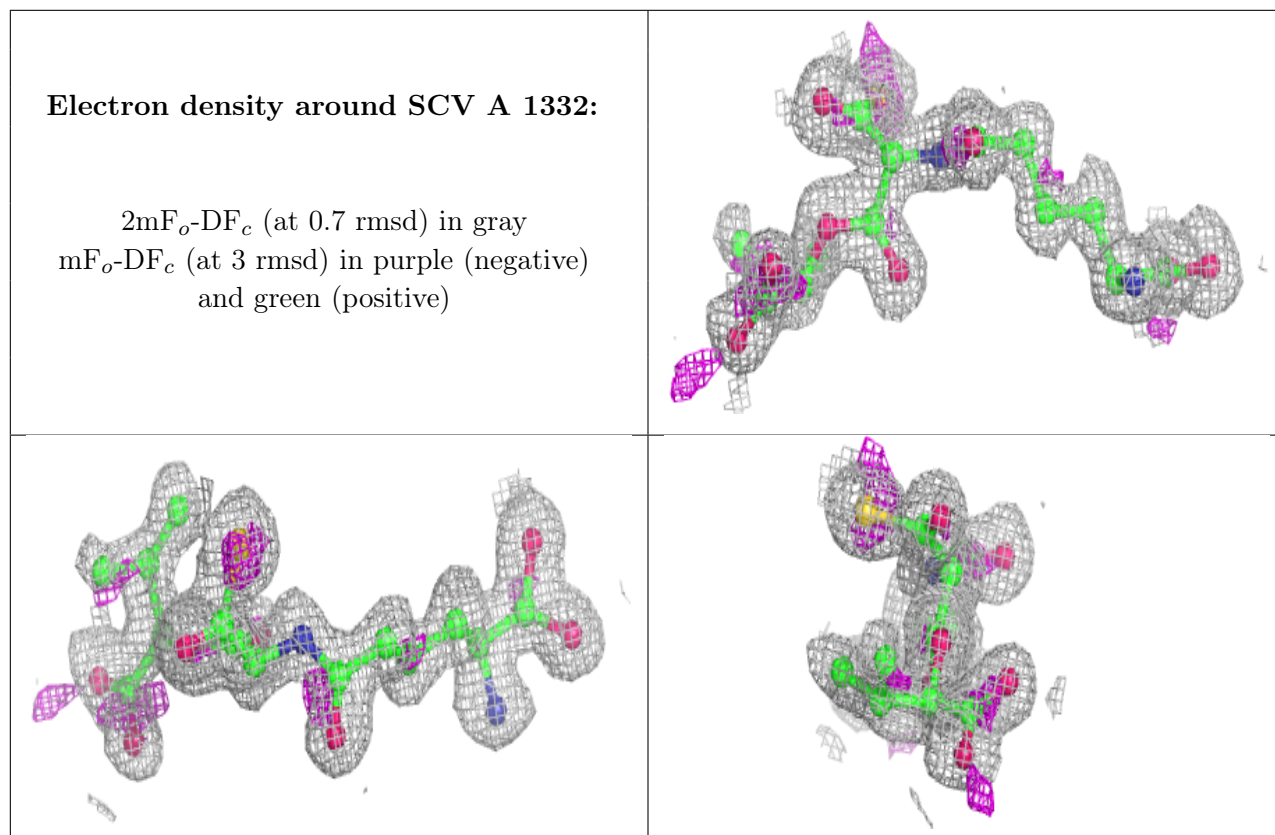 Electron density around SCV A 1332:
2mFₒ-DF𝒸 (at 0.7 rmsd) in gray
mFₒ-DF𝒸 (at 3 rmsd) in purple (negative)
and green (positive)